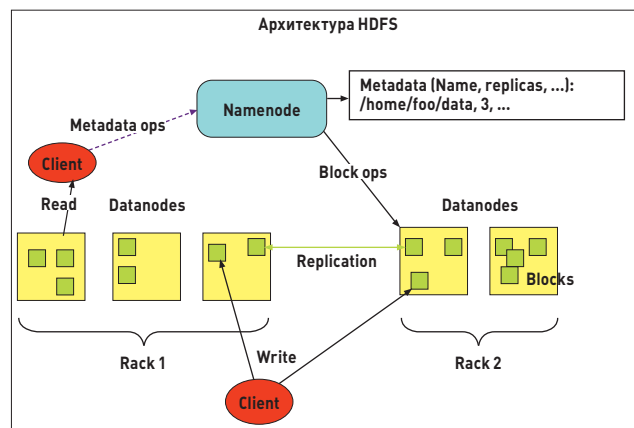 Архитектура HDFS
Metadata (Name, replicas, ...):
/home/foo/data, 3, ...
Namenode
Metadata ops
Client
Block ops
Read
Datanodes
Datanodes
Replication
Blocks
Rack 1
Write
Rack 2
Client